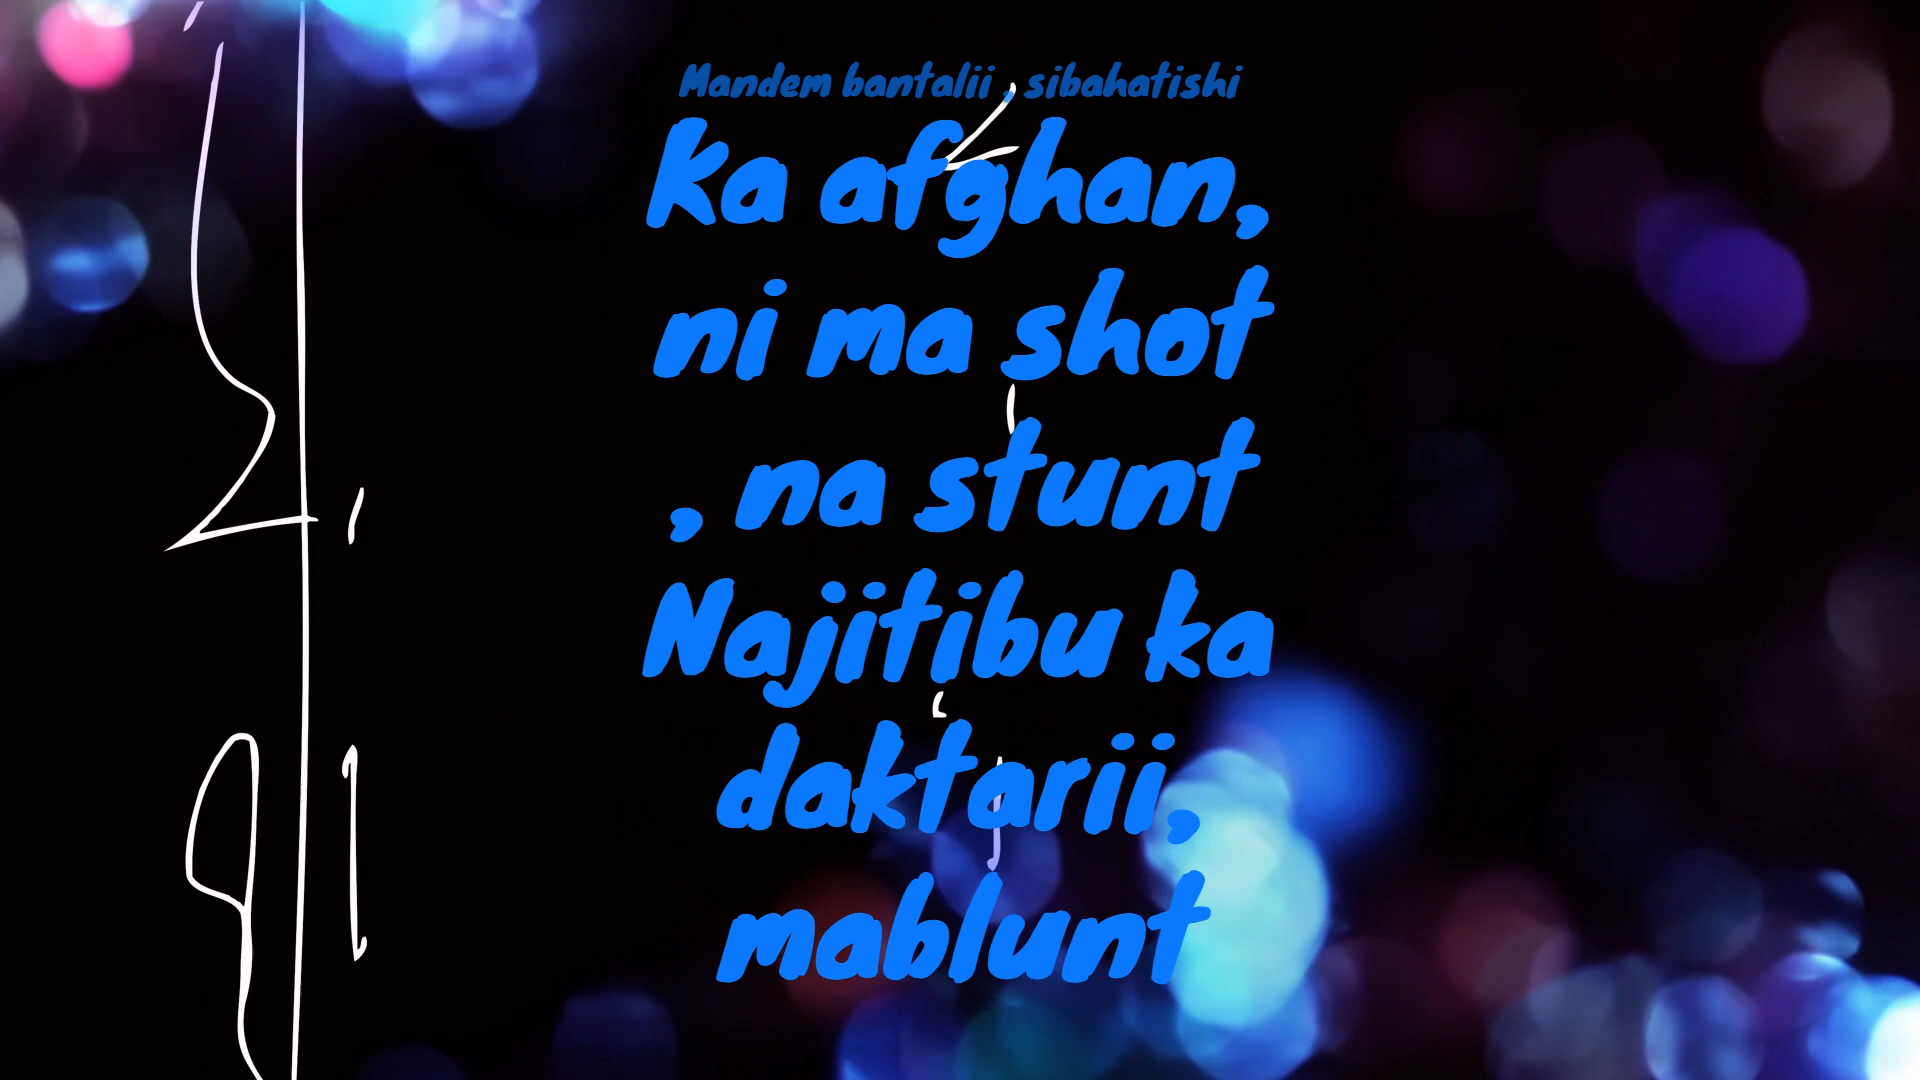 Mandem bantalii , sibahatishi
Ka afghan,
ni ma shot
, na stunt
Najitibu ka
daktarii,
mablunt